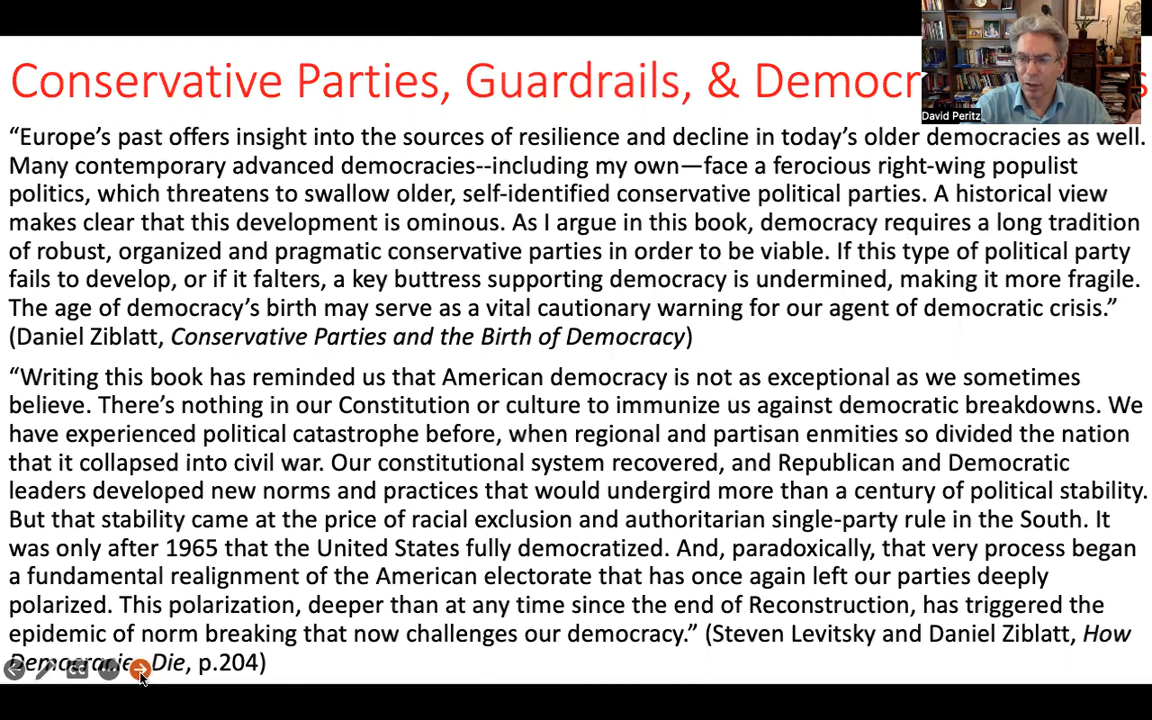 Conservative Parties, Guardrails, & Democr
David Peritz
“Europe’s past offers insight into the sources of resilience and decline in today’s older democracies as well.
Many contemporary advanced democracies--including my own—face a ferocious right-wing populist
politics, which threatens to swallow older, self-identified conservative political parties. A historical view
makes clear that this development is ominous. As I argue in this book, democracy requires a long tradition
of robust, organized and pragmatic conservative parties in order to be viable. If this type of political party
fails to develop, or if it falters, a key buttress supporting democracy is undermined, making it more fragile.
The age of democracy’s birth may serve as a vital cautionary warning for our agent of democratic crisis.”
(Daniel Ziblatt, Conservative Parties and the Birth of Democracy)
“Writing this book has reminded us that American democracy is not as exceptional as we sometimes
believe. There’s nothing in our Constitution or culture to immunize us against democratic breakdowns. We
have experienced political catastrophe before, when regional and partisan enmities so divided the nation
that it collapsed into civil war. Our constitutional system recovered, and Republican and Democratic
leaders developed new norms and practices that would undergird more than a century of political stability.
But that stability came at the price of racial exclusion and authoritarian single-party rule in the South. It
was only after 1965 that the United States fully democratized. And, paradoxically, that very process began
a fundamental realignment of the American electorate that has once again left our parties deeply
polarized. This polarization, deeper than at any time since the end of Reconstruction, has triggered the
epidemic of norm breaking that now challenges our democracy.” (Steven Levitsky and Daniel Ziblatt, How
Democracies Die, p.204)
CC